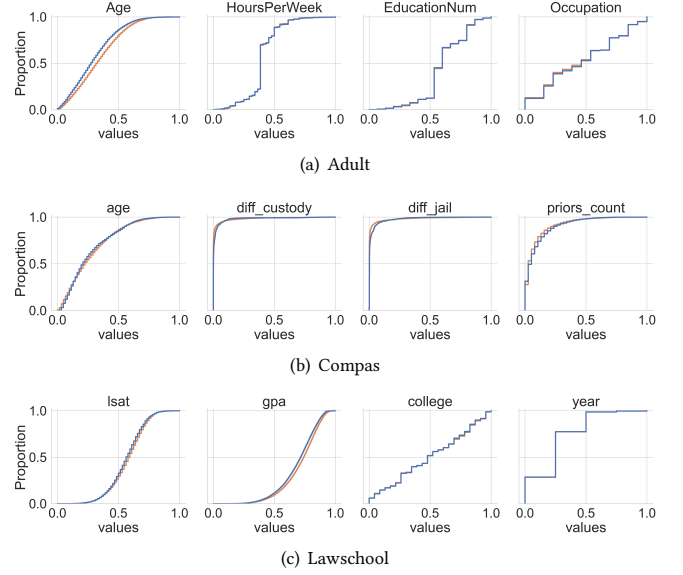 Age HoursPerWeek EducationNum Occupation
Proportion
1.0
0.5
0.0
0.0 0.5 1.0 0.0 0.5 1.0 0.0 0.5 1.0 0.0 0.5 1.0
values values values values
(a) Adult
age diff_custody diff_jail priors_count
Proportion
1.0
0.5
0.0
0.0 0.5 1.0 0.0 0.5 1.0 0.0 0.5 1.0 0.0 0.5 1.0
values values values values
(b) Compas
lsat gpa college year
Proportion
1.0
0.5
0.0
0.0 0.5 1.0 0.0 0.5 1.0 0.0 0.5 1.0 0.0 0.5 1.0
values values values values
(c) Lawschool